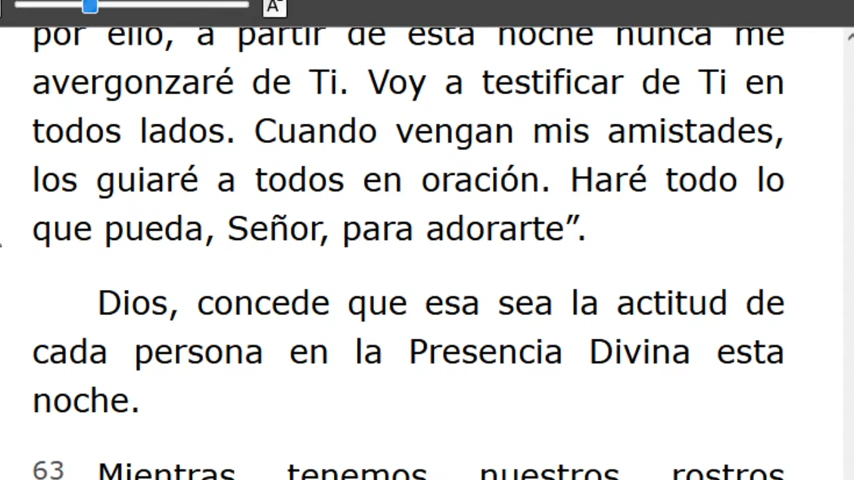 A
por ello, a partir de esta noche nunca me
avergonzaré de Ti. Voy a testificar de Ti en
todos lados. Cuando vengan mis amistades,
los guiaré a todos en oración. Haré todo lo
que pueda, Señor, para adorarte”.
Dios, concede que esa sea la actitud de
cada persona en la Presencia Divina esta
noche.
63 Mientras tenemos nuestros rostros